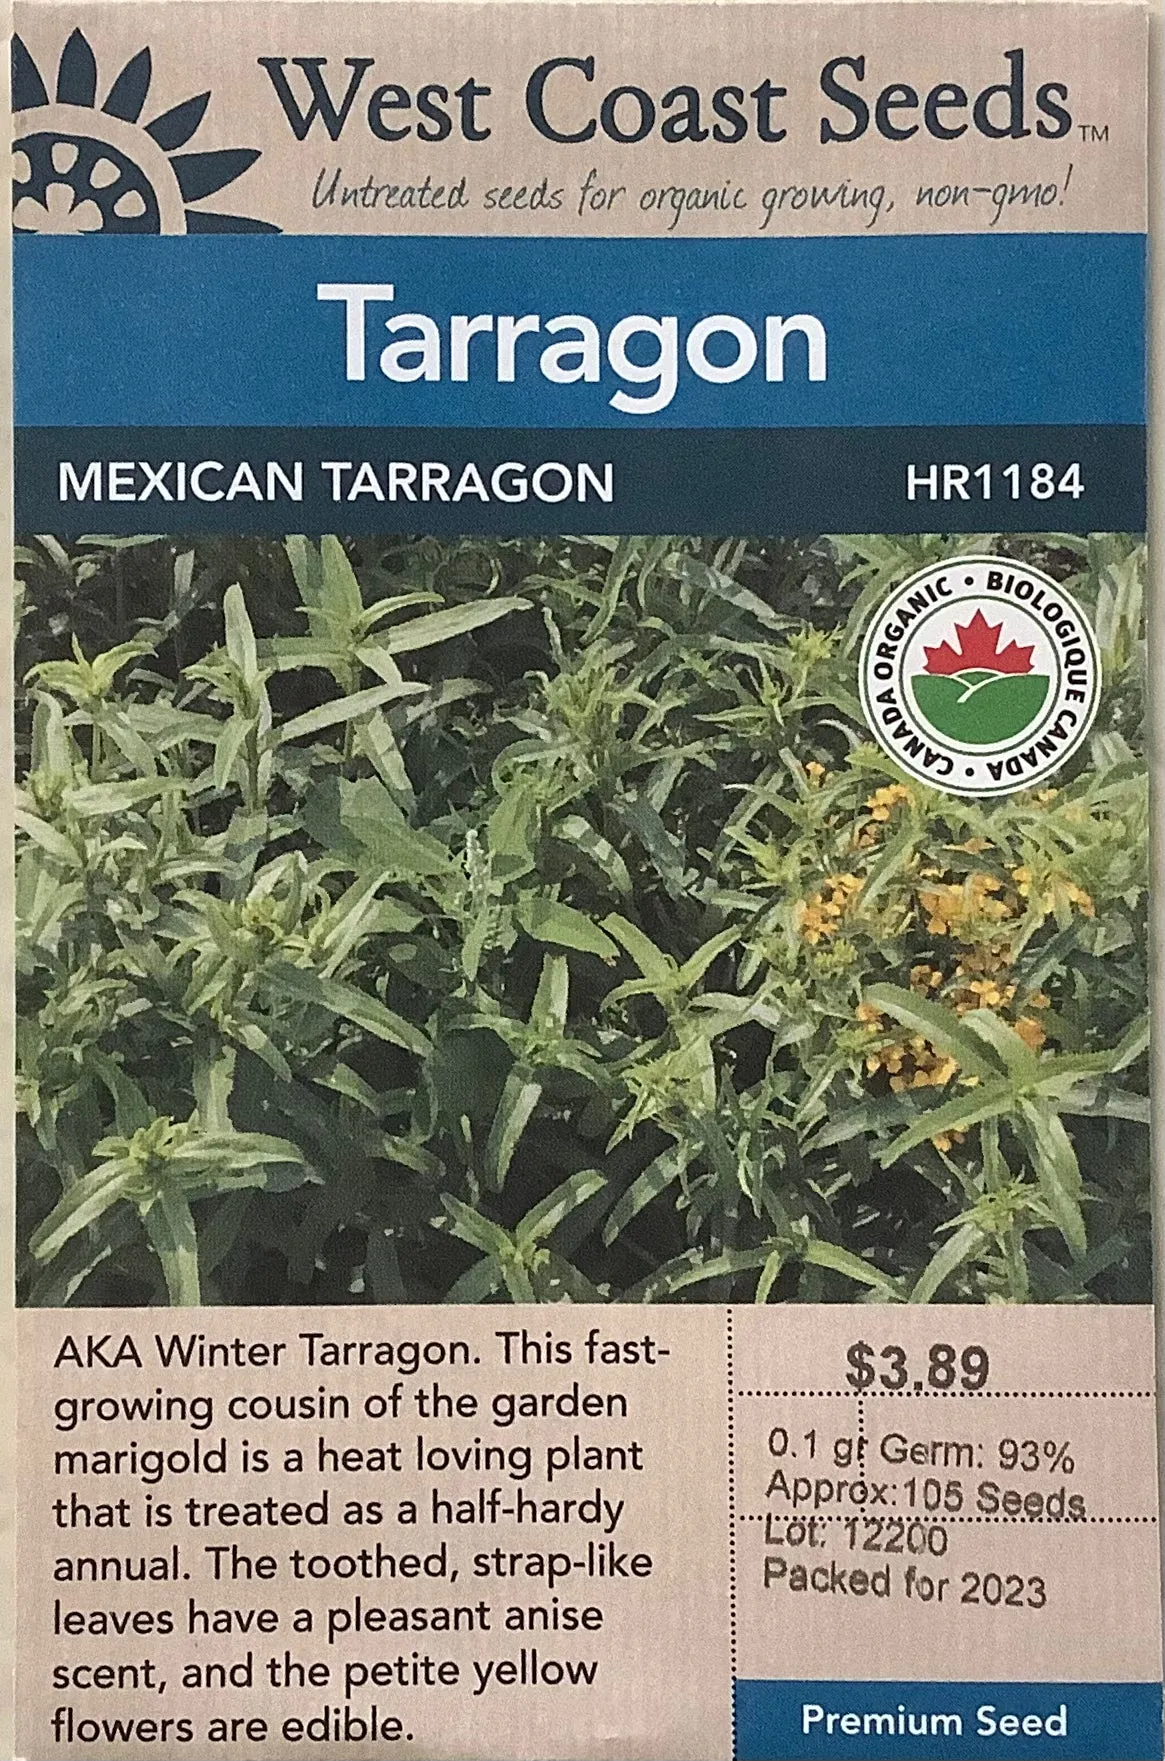 West Coast Seeds™
Untreated seeds for organic growing, non-gmo!
Tarragon
MEXICAN TARRAGON HR1184
CANADA ORGANIC • BIOLOGIQUE CANADA •
AKA Winter Tarragon. This fast-
growing cousin of the garden
marigold is a heat loving plant
that is treated as a half-hardy
annual. The toothed, strap-like
leaves have a pleasant anise
scent, and the petite yellow
flowers are edible.
$3.89
0.1 gr Germ: 93%
Approx:105 Seeds
Lot: 12200
Packed for 2023
Premium Seed